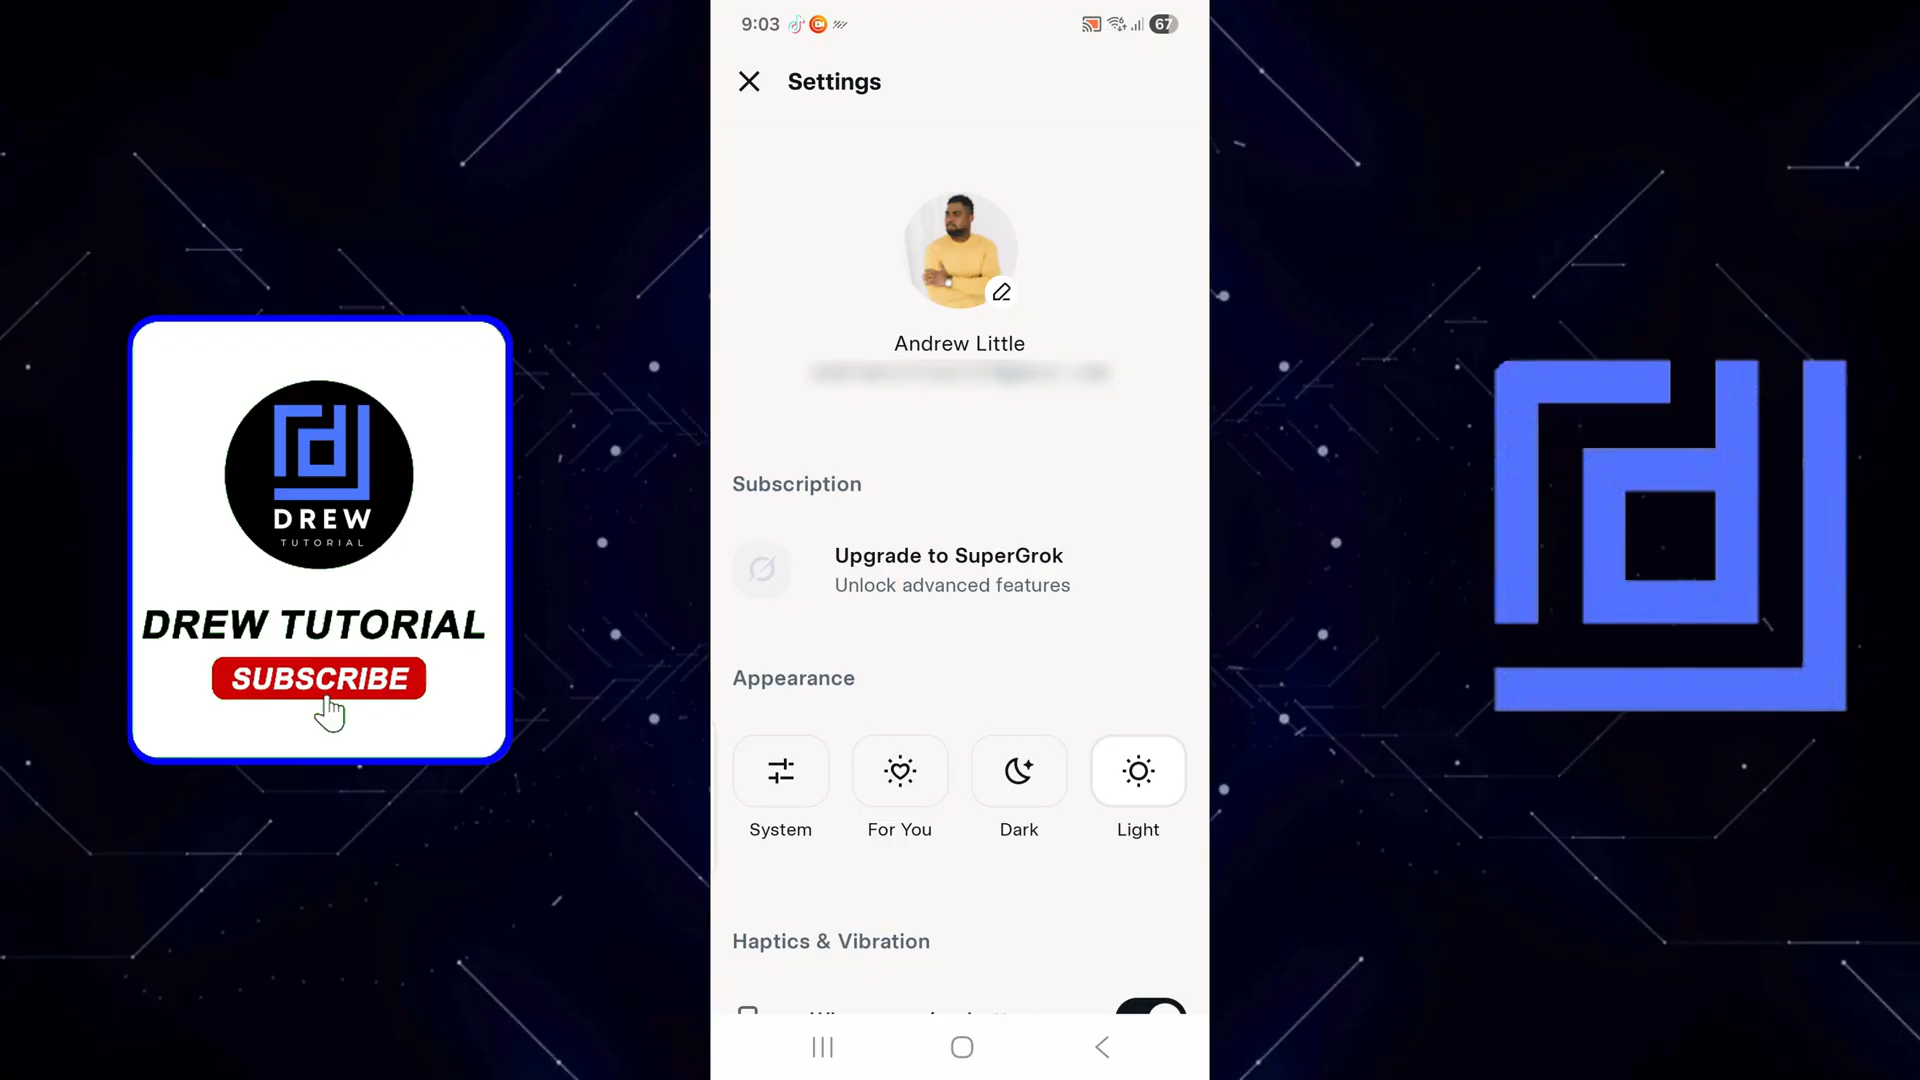 9:03
67
Settings
Andrew Little
Subscription
Upgrade to SuperGrok
Unlock advanced features
Appearance
System
For You
Dark
Light
Haptics & Vibration
DREW
TUTORIAL
DREW TUTORIAL
SUBSCRIBE